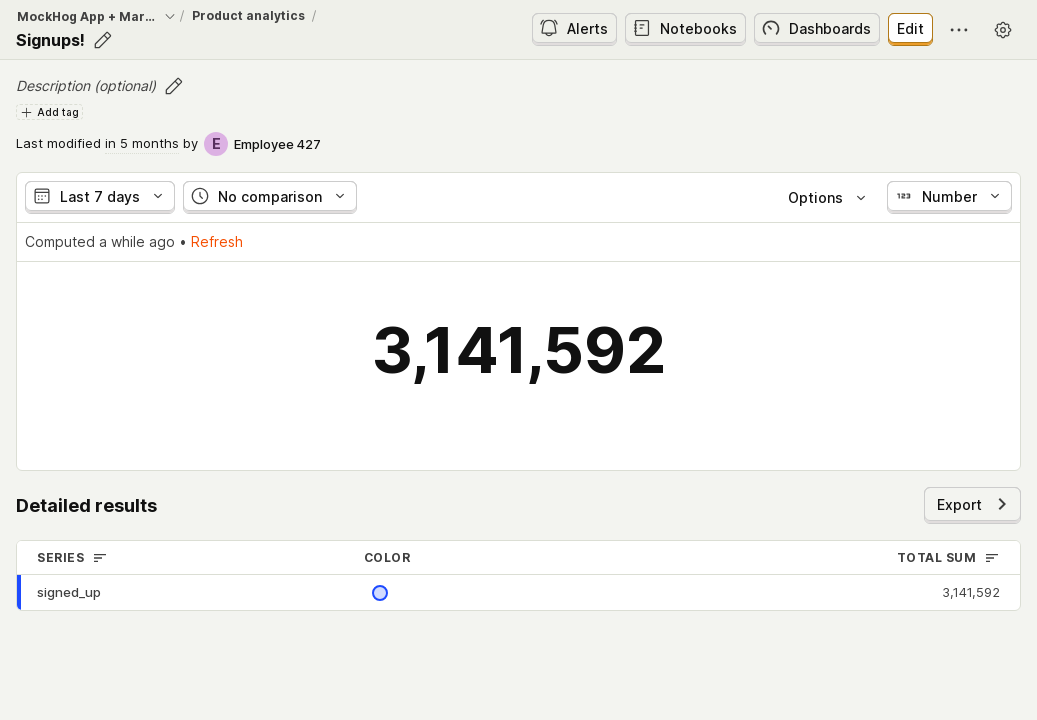 MockHog App + Mar... / Product analytics /
Signups!
Alerts
Notebooks
Dashboards
Edit
Description (optional)
Add tag
Last modified in 5 months by E Employee 427
Last 7 days
No comparison
Options
123 Number
Computed a while ago • Refresh
3,141,592
Detailed results
Export
SERIES COLOR TOTAL SUM
signed_up 3,141,592